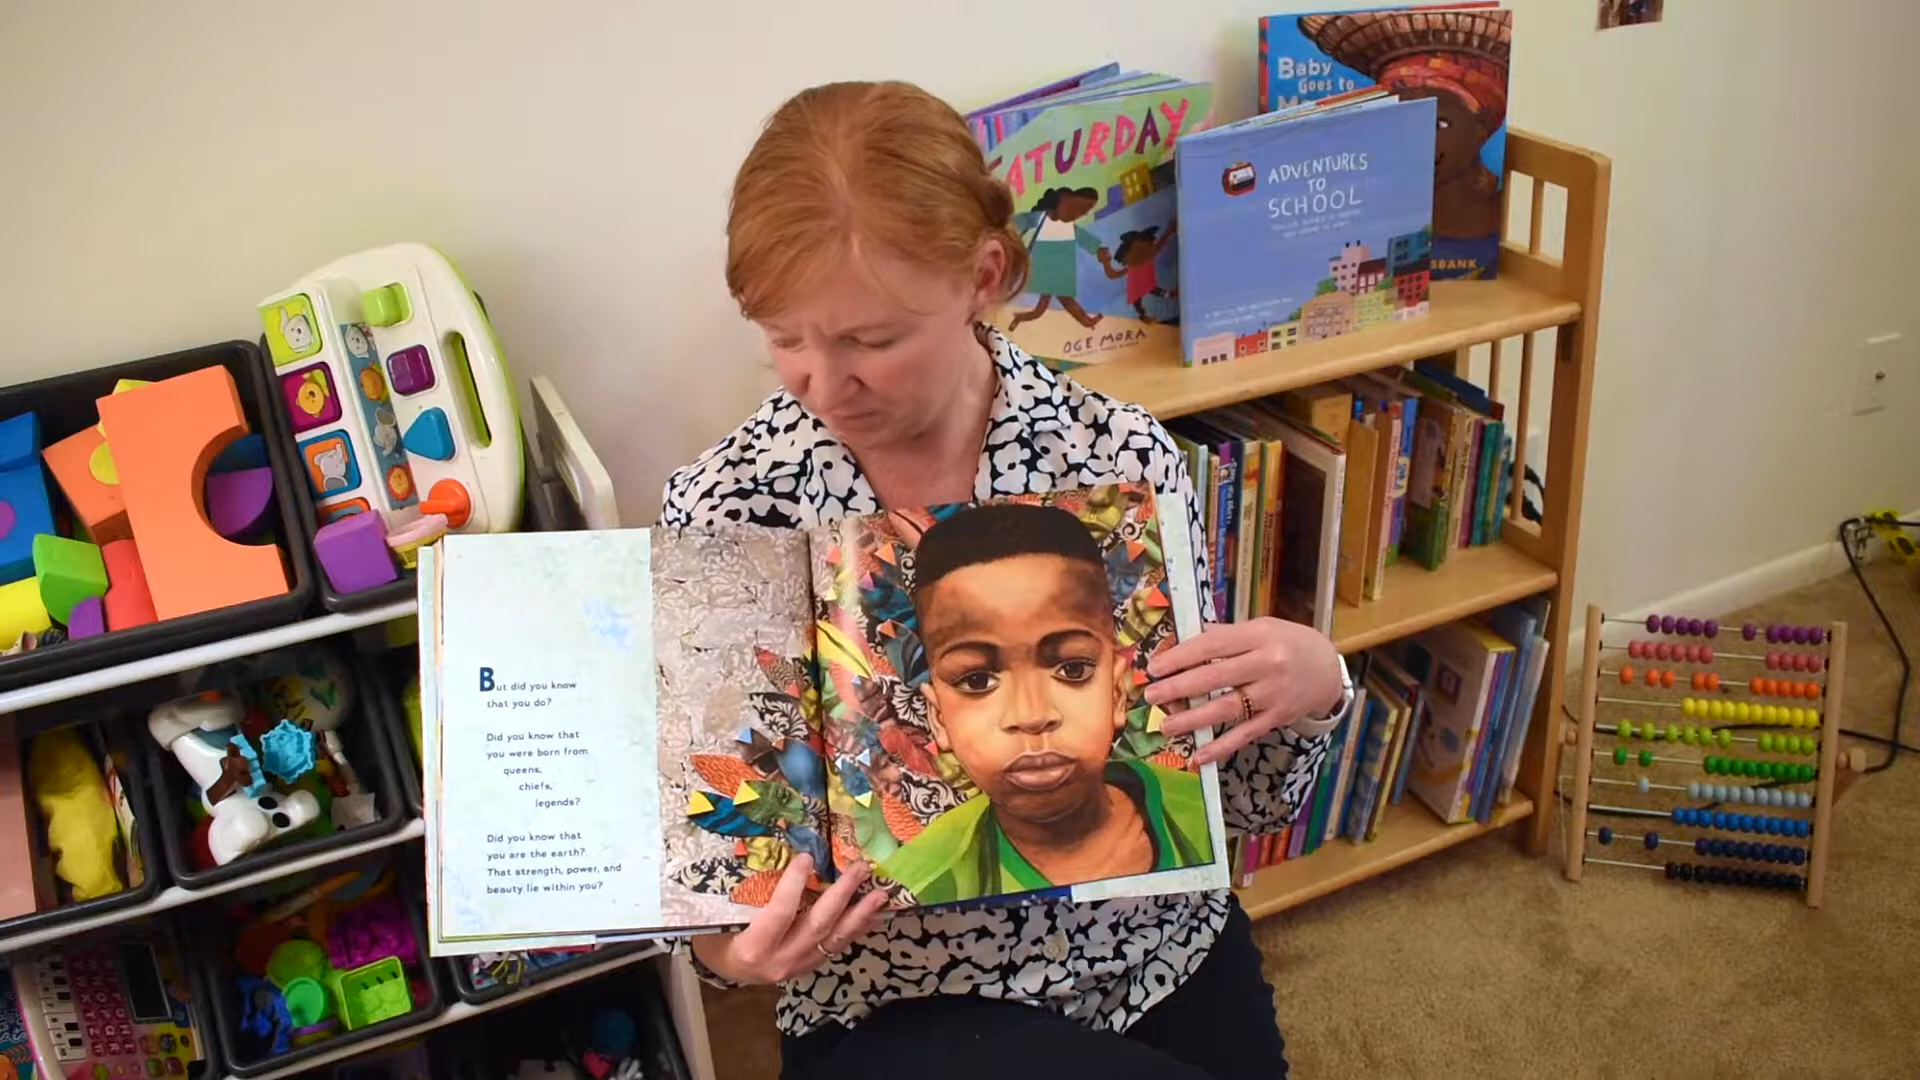 Baby
Goes to
SATURDAY
ADVENTURES
TO
SCHOOL
SBANK
OGE MORA
But did you know
that you do?
Did you know that
you were born from
queens,
chiefs,
legends?
Did you know that
you are the earth?
That strength, power, and
beauty lie within you?